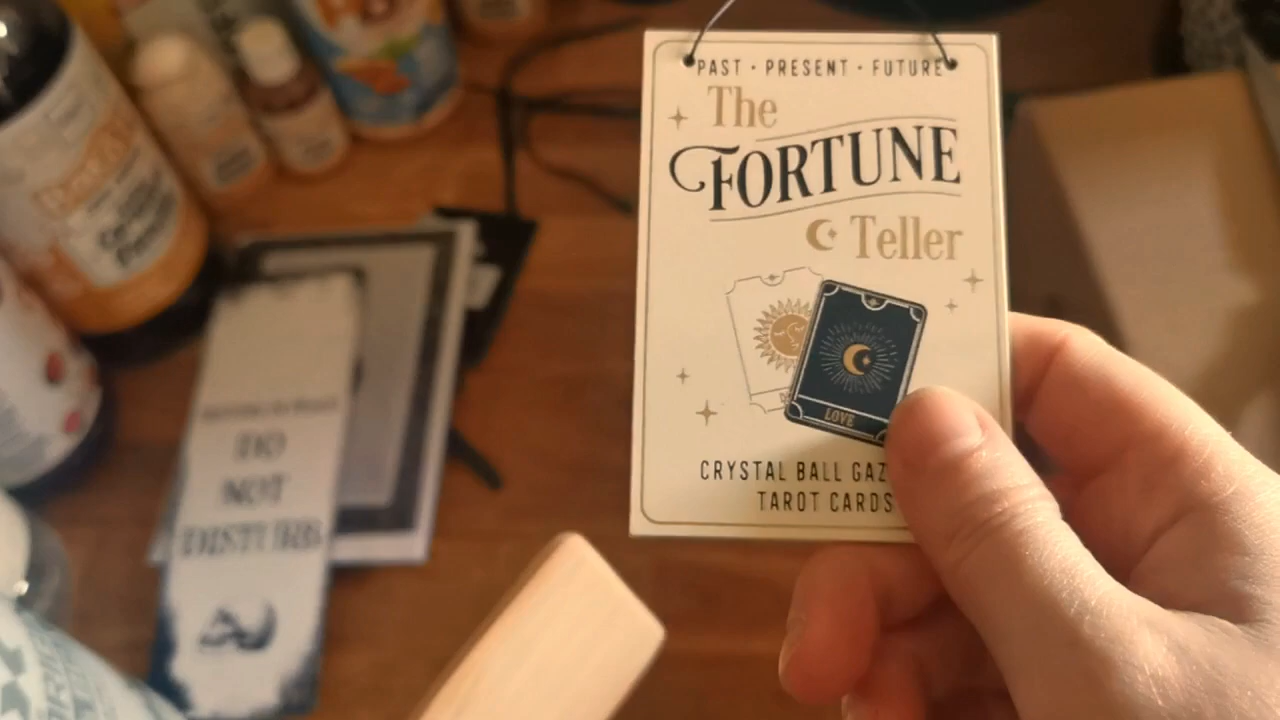 PAST · PRESENT · FUTURE
The
FORTUNE
Teller
LOVE
CRYSTAL BALL GAZ
TAROT CARDS
DO
NOT
DISTURB